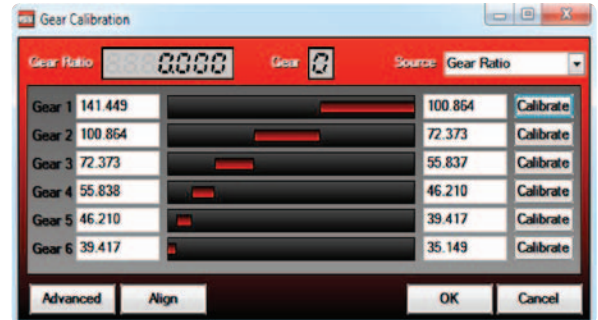 Gear Calibration
Gear Ratio 0.000 Gear 0 Source Gear Ratio
Gear 1 141.449 100.864 Calibrate
Gear 2 100.864 72.373 Calibrate
Gear 3 72.373 55.837 Calibrate
Gear 4 55.838 46.210 Calibrate
Gear 5 46.210 39.417 Calibrate
Gear 6 39.417 35.149 Calibrate
Advanced Align OK Cancel